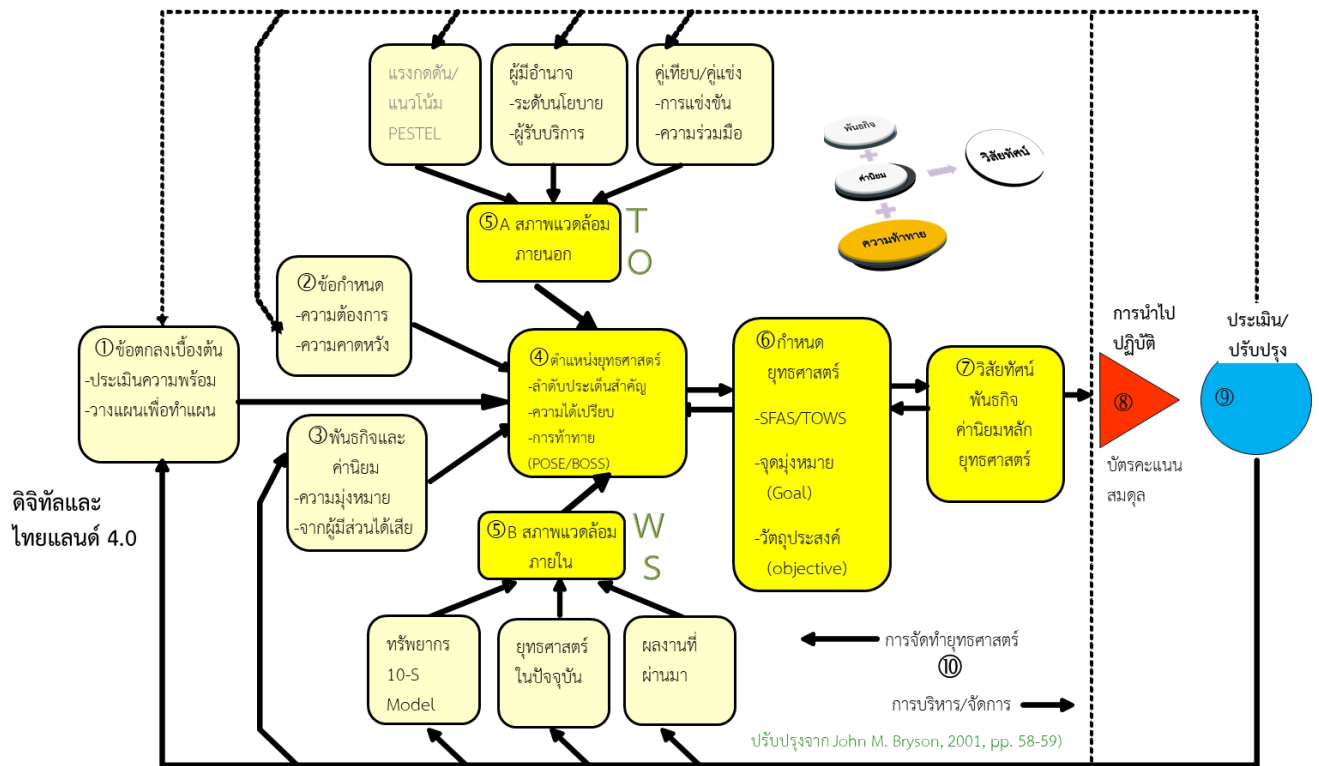 แรงกดดัน/
แนวโน้ม
PESTEL
ผู้มีอำนาจ
-ระดับนโยบาย
-ผู้รับบริการ
คู่เทียบ/คู่แข่ง
-การแข่งขัน
-ความร่วมมือ
พันธกิจ
+
ค่านิยม
+
ความท้าทาย
วิสัยทัศน์
⑤A สภาพแวดล้อม
ภายนอก
T
O
②ข้อกำหนด
-ความต้องการ
-ความคาดหวัง
①ข้อตกลงเบื้องต้น
-ประเมินความพร้อม
-วางแผนเพื่อทำแผน
③พันธกิจและ
ค่านิยม
-ความมุ่งหมาย
-จากผู้มีส่วนได้เสีย
④ตำแหน่งยุทธศาสตร์
-ลำดับประเด็นสำคัญ
-ความได้เปรียบ
-การท้าทาย
(POSE/BOSS)
⑥กำหนด
ยุทธศาสตร์
-SFAS/TOWS
-จุดมุ่งหมาย
(Goal)
-วัตถุประสงค์
(objective)
⑦วิสัยทัศน์
พันธกิจ
ค่านิยมหลัก
ยุทธศาสตร์
การนำไป
ปฏิบัติ
⑧
บัตรคะแนน
สมดุล
ประเมิน/
ปรับปรุง
⑨
ดิจิทัลและ
ไทยแลนด์ 4.0
⑤B สภาพแวดล้อม
ภายใน
W
S
ทรัพยากร
10-S
Model
ยุทธศาสตร์
ในปัจจุบัน
ผลงานที่
ผ่านมา
การจัดทำยุทธศาสตร์
⑩
การบริหาร/จัดการ
ปรับปรุงจาก John M. Bryson, 2001, pp. 58-59)